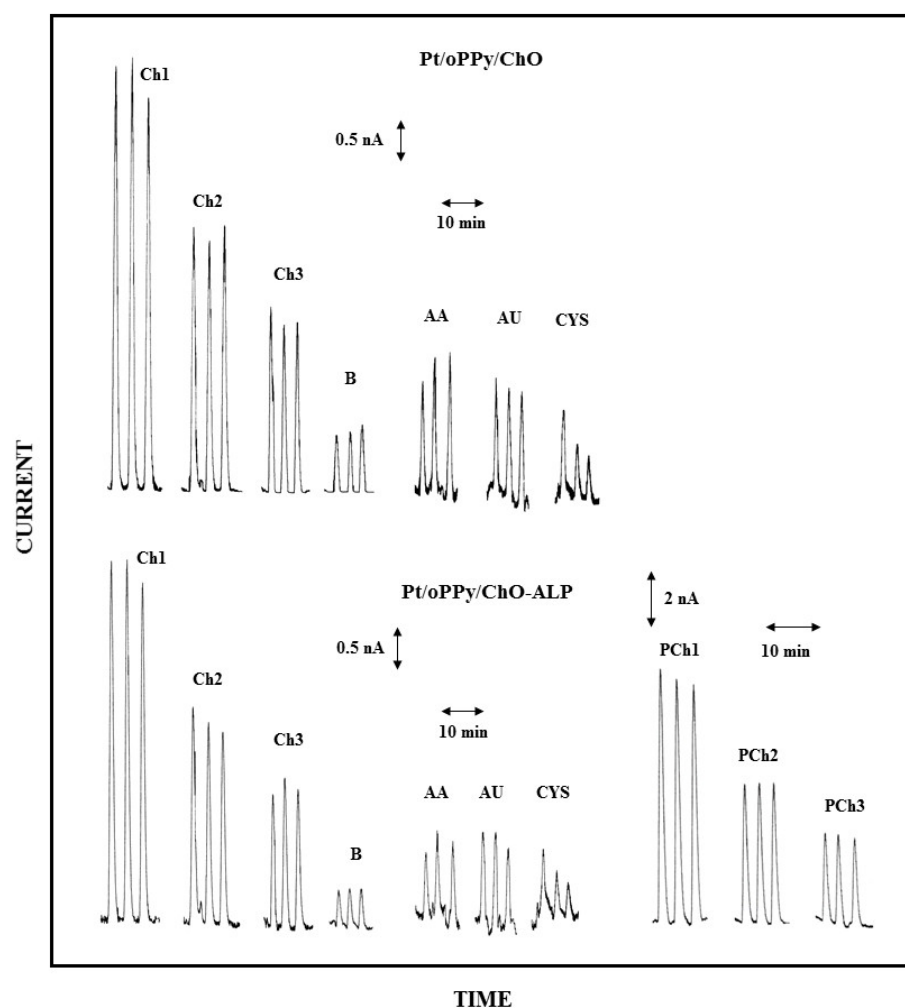 Pt/oPPy/ChO
Ch1
0.5 nA
Ch2
10 min
Ch3
AA
AU
CYS
B
CURRENT
Ch1
Pt/oPPy/ChO-ALP
2 nA
0.5 nA
PCh1
10 min
Ch2
10 min
Ch3
PCh2
AA
AU
CYS
PCh3
B
TIME